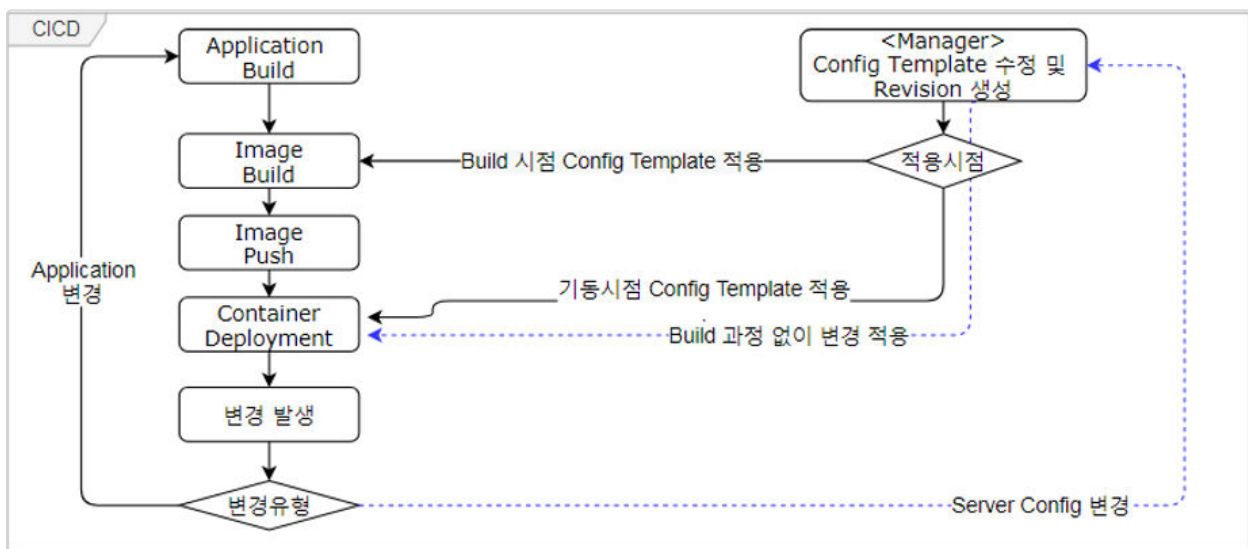 CICD
Application
Build
<Manager>
Config Template 수정 및
Revision 생성
Image
Build
Build 시점 Config Template 적용
적용시점
Image
Push
Application
변경
기동시점 Config Template 적용
Container
Deployment
Build 과정 없이 변경 적용
변경 발생
변경유형
Server Config 변경